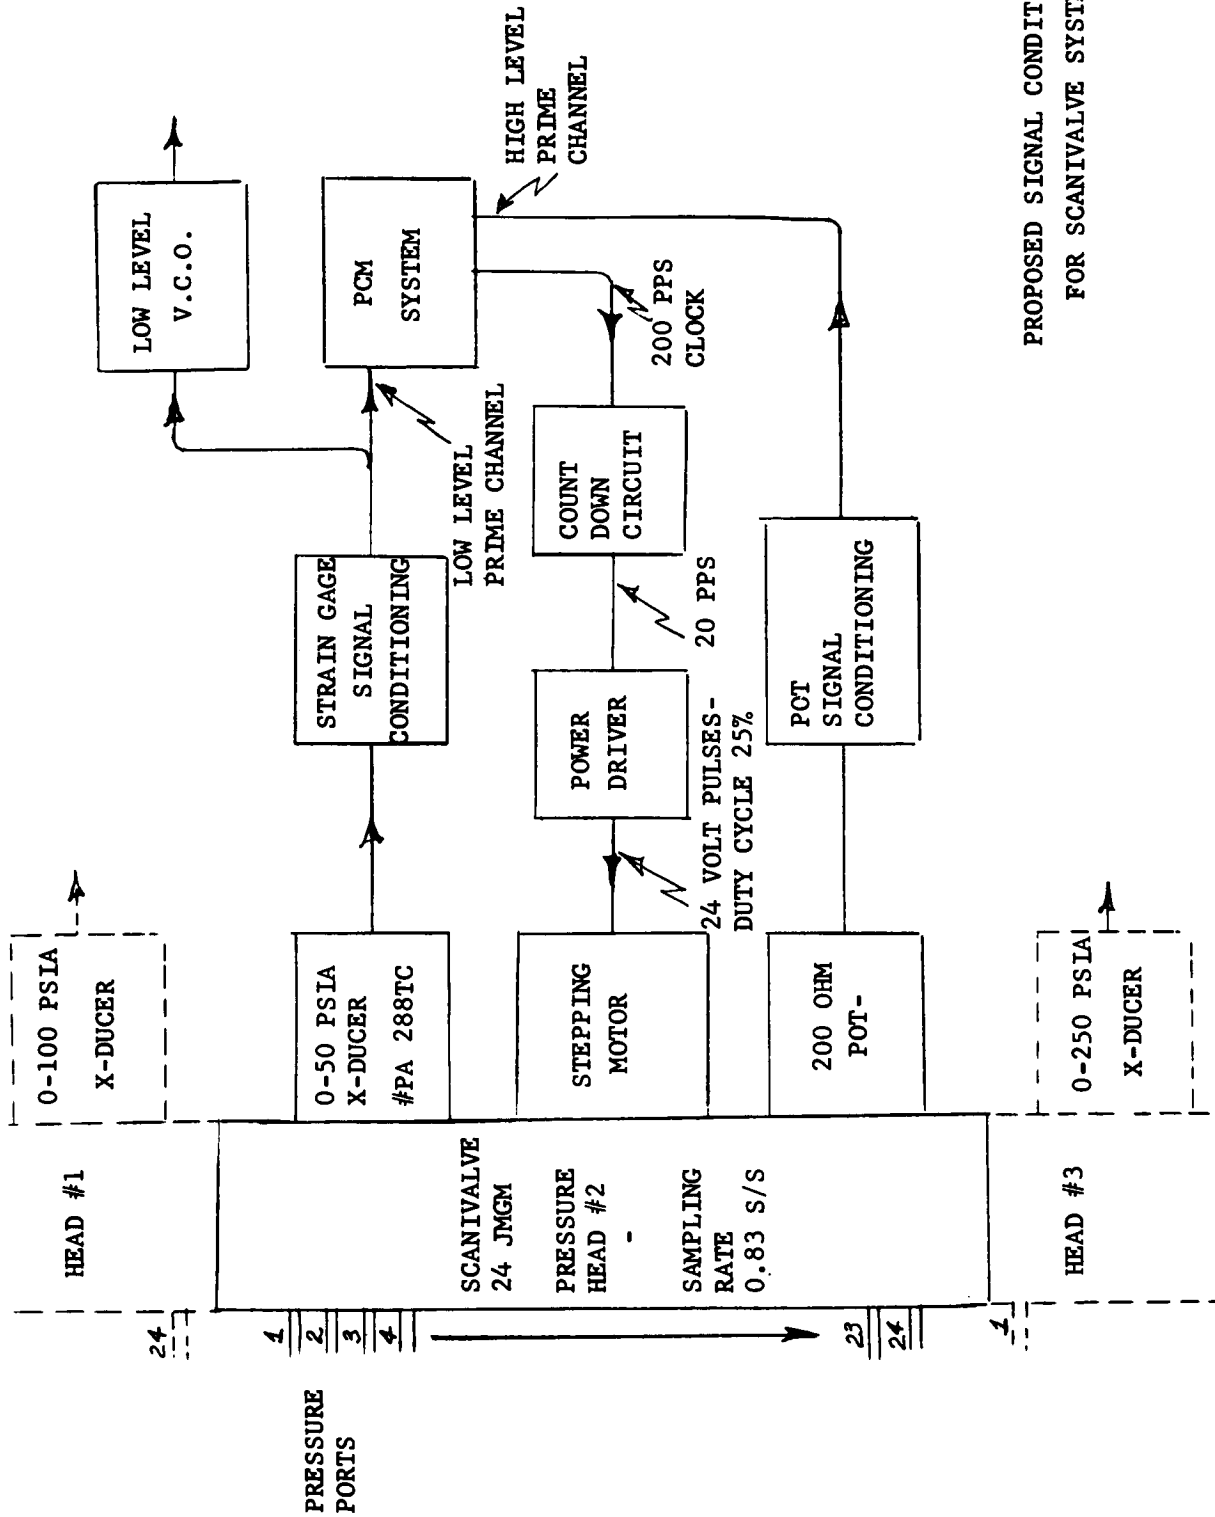 HEAD #1
0-100 PSIA
X-DUCER
24
PRESSURE
PORTS
1
2
3
4
23
24
1
SCANIVALVE
24 JMGM
PRESSURE
HEAD #2
-
SAMPLING
RATE
0.83 S/S
0-50 PSIA
X-DUCER
#PA 288TC
STRAIN GAGE
SIGNAL
CONDITIONING
LOW LEVEL
PRIME CHANNEL
LOW LEVEL
V.C.O.
PCM
SYSTEM
HIGH LEVEL
PRIME
CHANNEL
200 PPS
CLOCK
COUNT
DOWN
CIRCUIT
20 PPS
POWER
DRIVER
24 VOLT PULSES-
DUTY CYCLE 25%
STEPPING
MOTOR
200 OHM
POT-
POT
SIGNAL
CONDITIONING
HEAD #3
0-250 PSIA
X-DUCER
PROPOSED SIGNAL CONDIT
FOR SCANIVALVE SYST